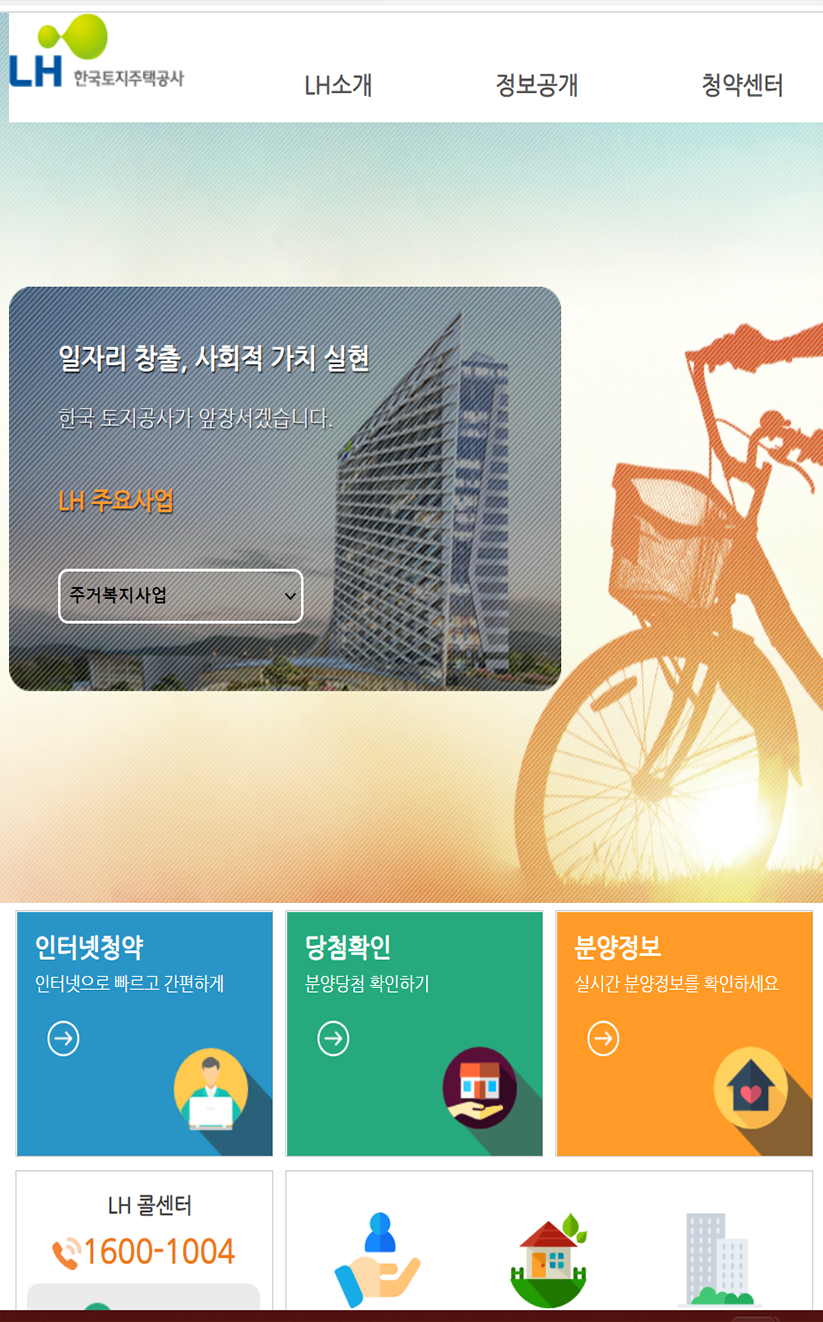 LH 한국토지주택공사
LH소개 정보공개 청약센터
일자리 창출, 사회적 가치 실현
한국 토지공사가 앞장서겠습니다.
LH 주요사업
주거복지사업
인터넷청약 당첨확인 분양정보
인터넷으로 빠르고 간편하게 분양당첨 확인하기 실시간 분양정보를 확인하세요
LH 콜센터
1600-1004